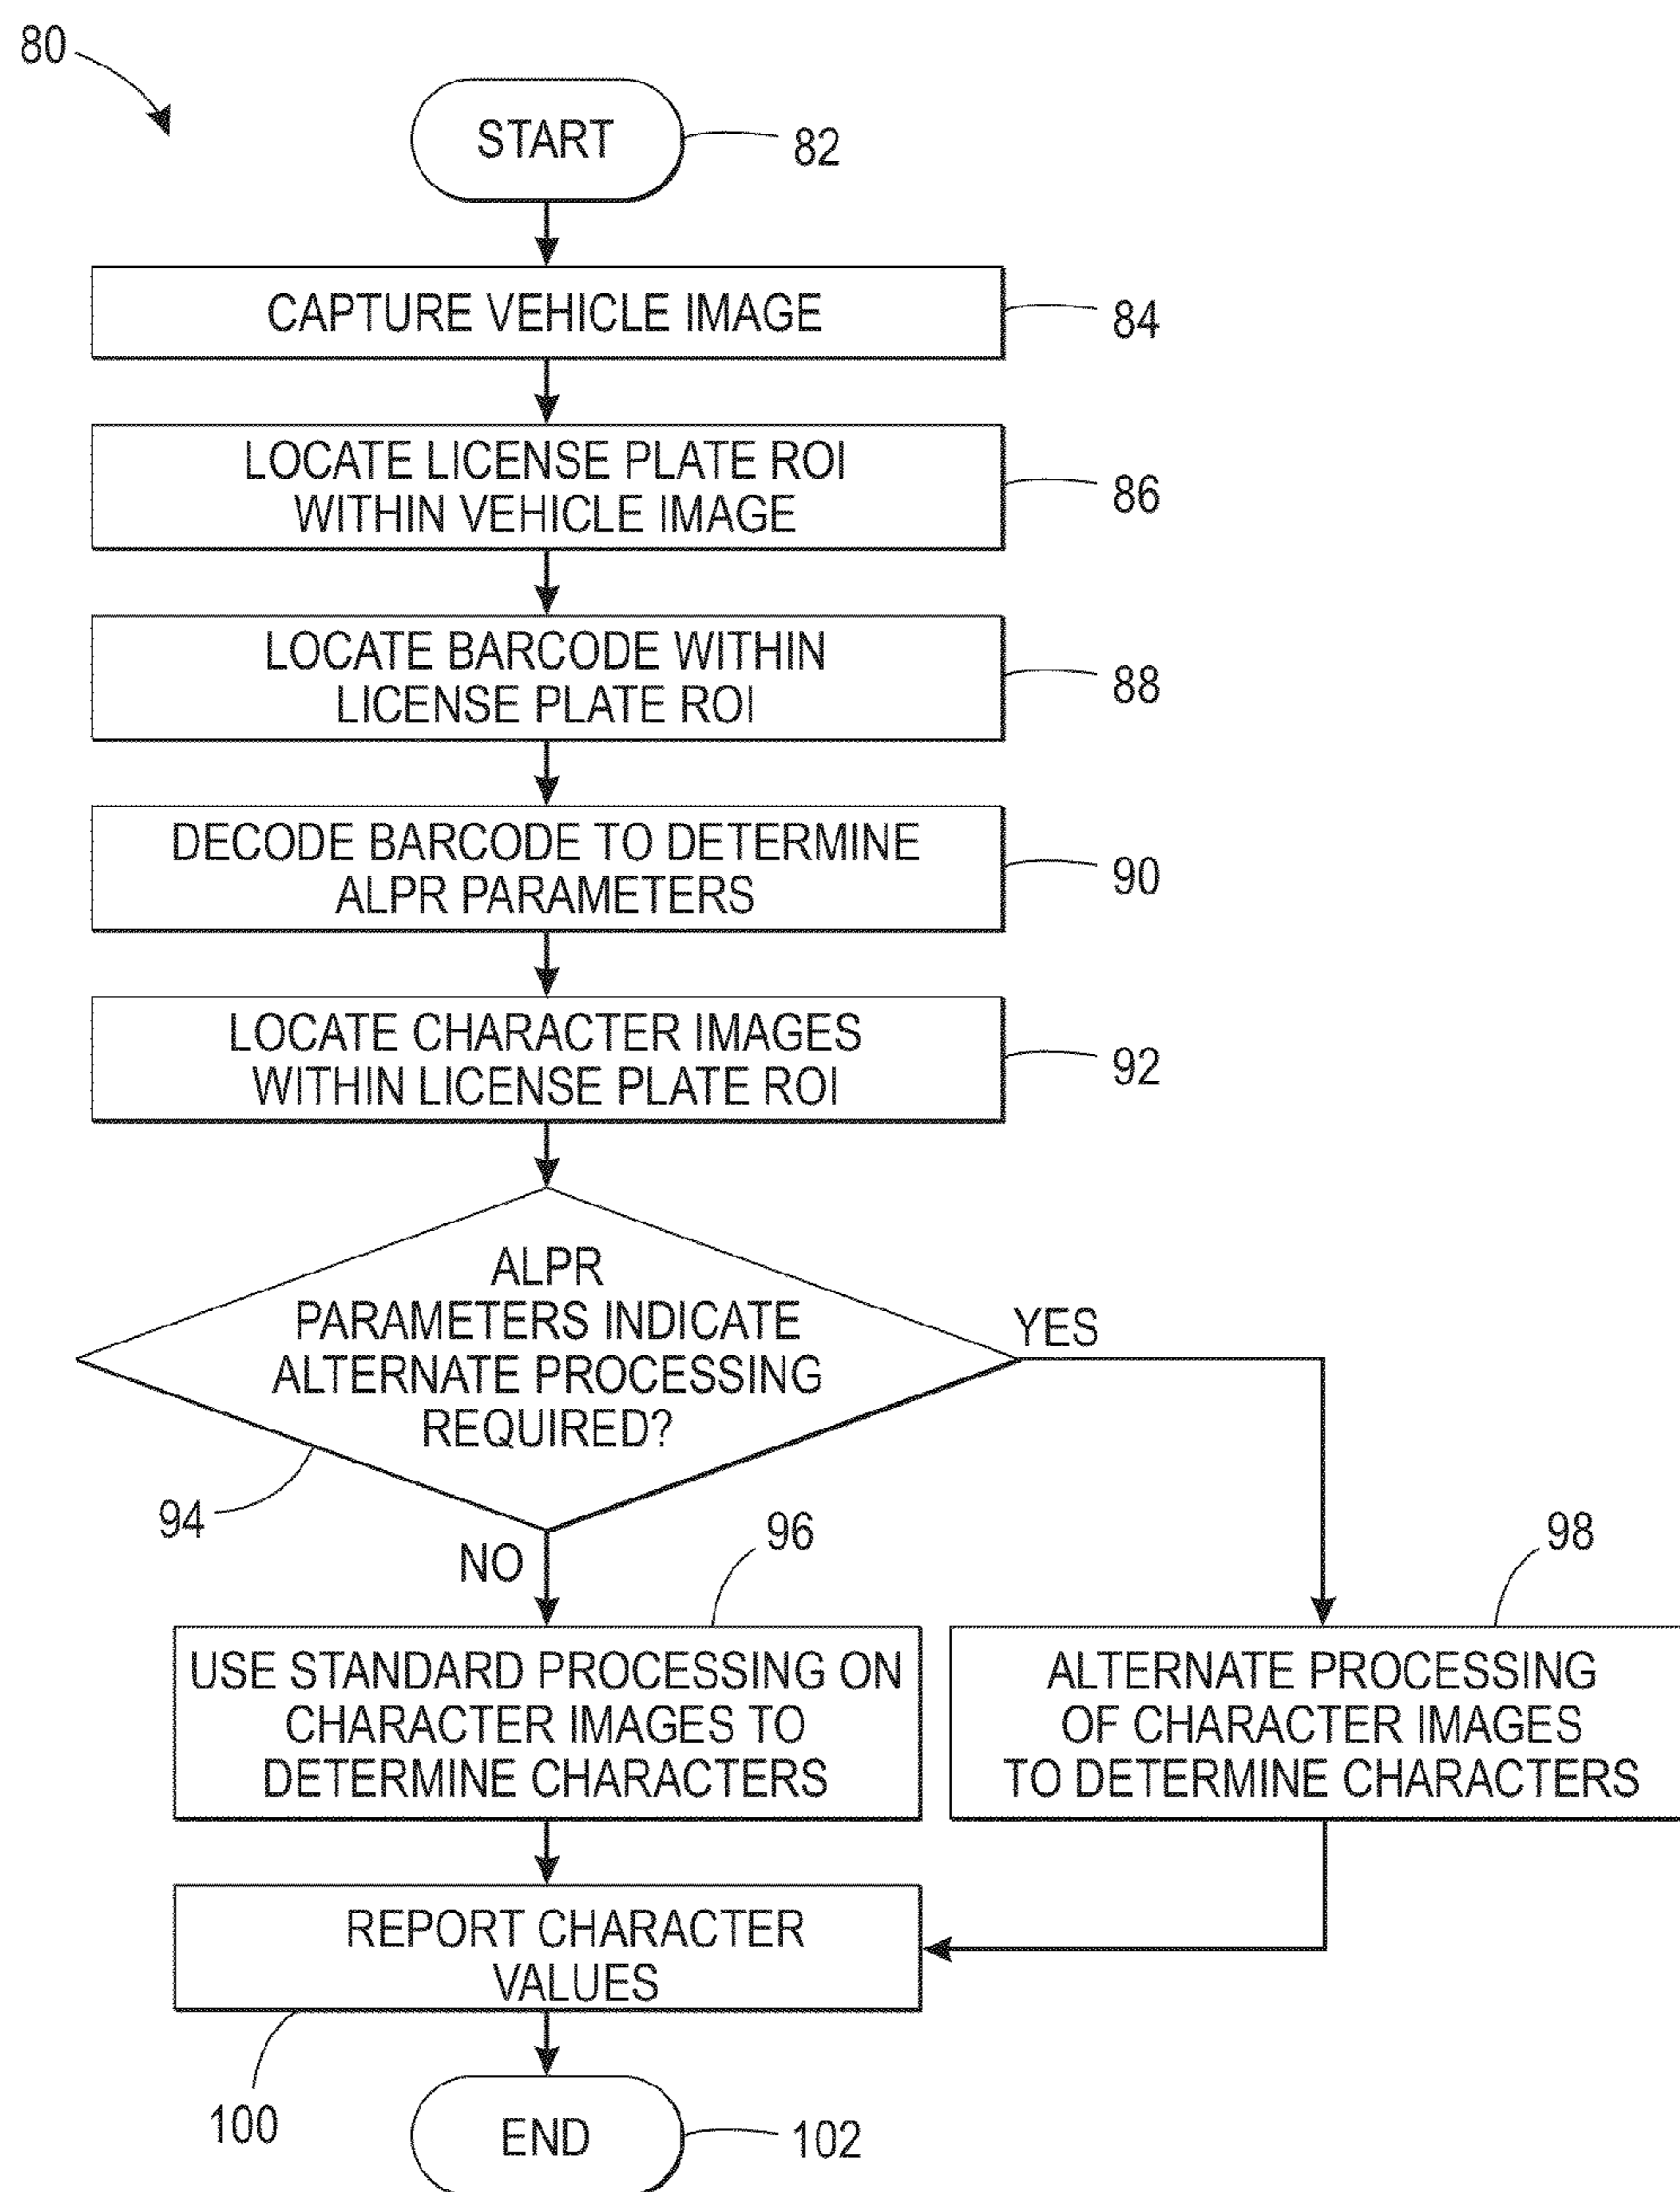 80
START
82
CAPTURE VEHICLE IMAGE
84
LOCATE LICENSE PLATE ROI
WITHIN VEHICLE IMAGE
86
LOCATE BARCODE WITHIN
LICENSE PLATE ROI
88
DECODE BARCODE TO DETERMINE
ALPR PARAMETERS
90
LOCATE CHARACTER IMAGES
WITHIN LICENSE PLATE ROI
92
ALPR
PARAMETERS INDICATE
ALTERNATE PROCESSING
REQUIRED?
YES
94
NO
96
98
USE STANDARD PROCESSING ON
CHARACTER IMAGES TO
DETERMINE CHARACTERS
ALTERNATE PROCESSING
OF CHARACTER IMAGES
TO DETERMINE CHARACTERS
REPORT CHARACTER
VALUES
100
END
102